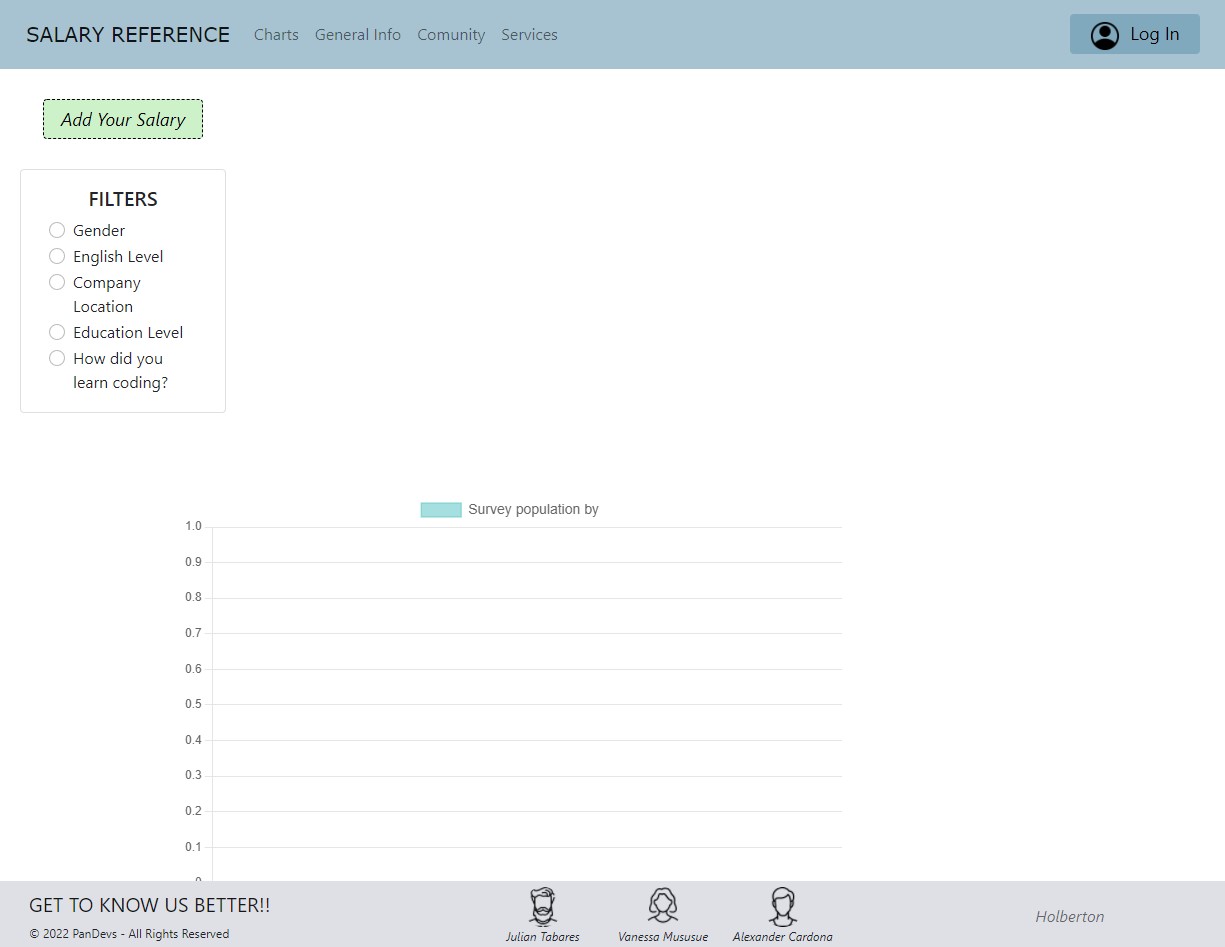 SALARY REFERENCE Charts General Info Comunity Services Log In
Add Your Salary
FILTERS
Gender
English Level
Company
Location
Education Level
How did you
learn coding?
Survey population by
1.0
0.9
0.8
0.7
0.6
0.5
0.4
0.3
0.2
0.1
GET TO KNOW US BETTER!!
© 2022 PanDevs - All Rights Reserved
Julian Tabares Vanessa Mususue Alexander Cardona
Holberton